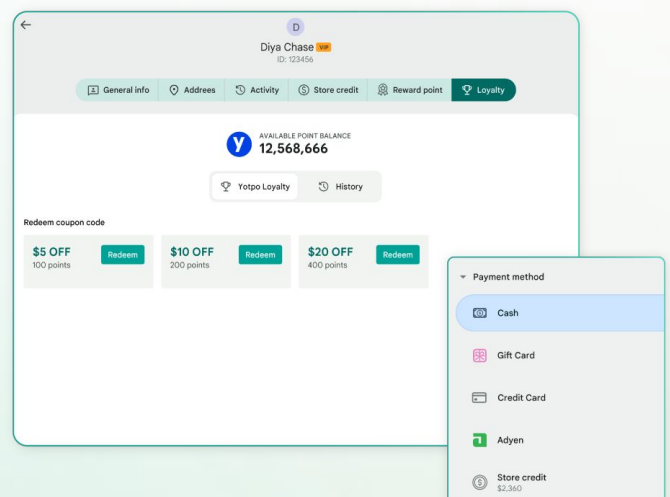 D
Diya Chase VIP
ID: 123456
General info
Addrees
Activity
Store credit
Reward point
Loyalty
y
AVAILABLE POINT BALANCE
12,568,666
Yotpo Loyalty
History
Redeem coupon code
$5 OFF
100 points
Redeem
$10 OFF
200 points
Redeem
$20 OFF
400 points
Redeem
Payment method
Cash
Gift Card
Credit Card
Adyen
Store credit
$2,360